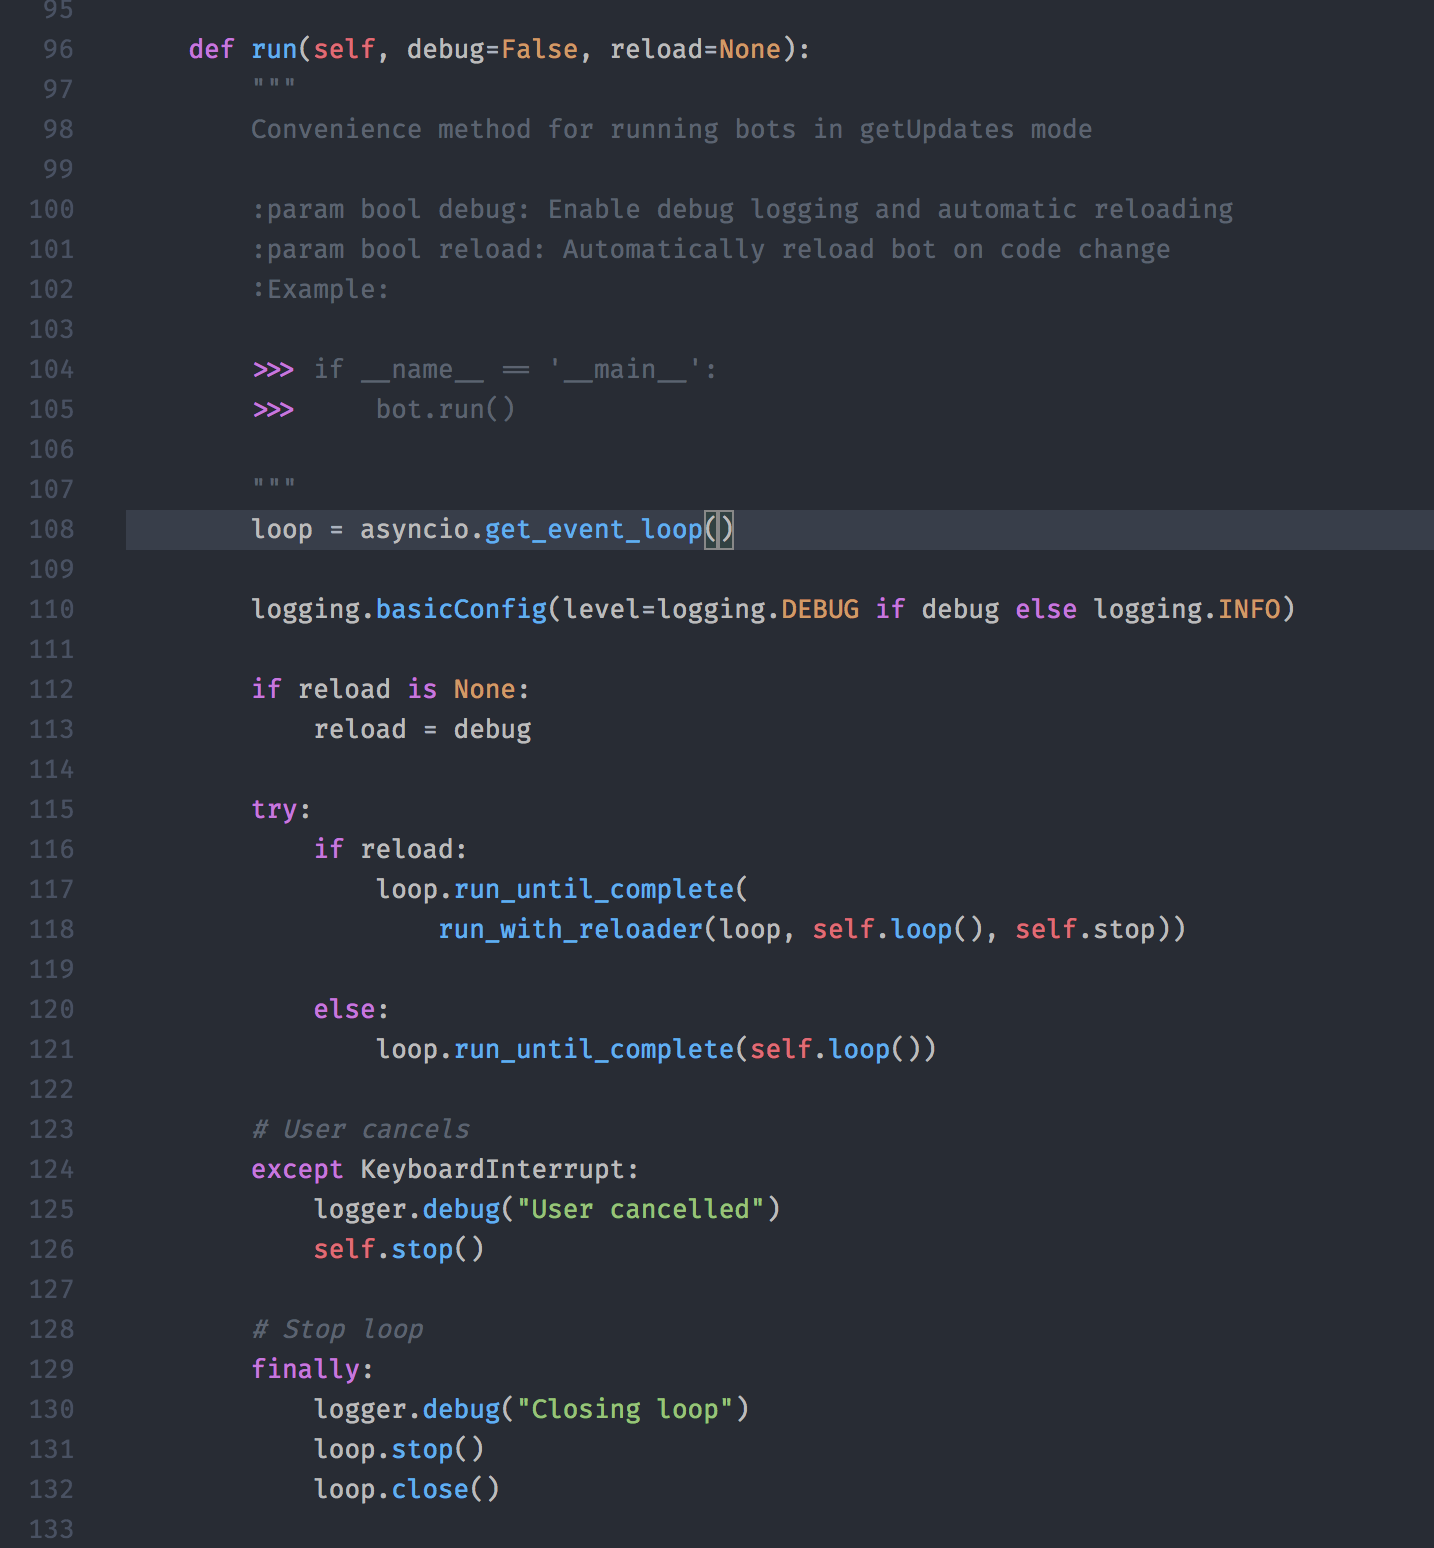 95
96 def run(self, debug=False, reload=None):
97 """
98 Convenience method for running bots in getUpdates mode
99
100 :param bool debug: Enable debug logging and automatic reloading
101 :param bool reload: Automatically reload bot on code change
102 :Example:
103
104 >>> if __name__ == '__main__':
105 >>>     bot.run()
106
107 """
108 loop = asyncio.get_event_loop()
109
110 logging.basicConfig(level=logging.DEBUG if debug else logging.INFO)
111
112 if reload is None:
113     reload = debug
114
115 try:
116     if reload:
117         loop.run_until_complete(
118             run_with_reloader(loop, self.loop(), self.stop))
119
120     else:
121         loop.run_until_complete(self.loop())
122
123 # User cancels
124 except KeyboardInterrupt:
125     logger.debug("User cancelled")
126     self.stop()
127
128 # Stop loop
129 finally:
130     logger.debug("Closing loop")
131     loop.stop()
132     loop.close()
133